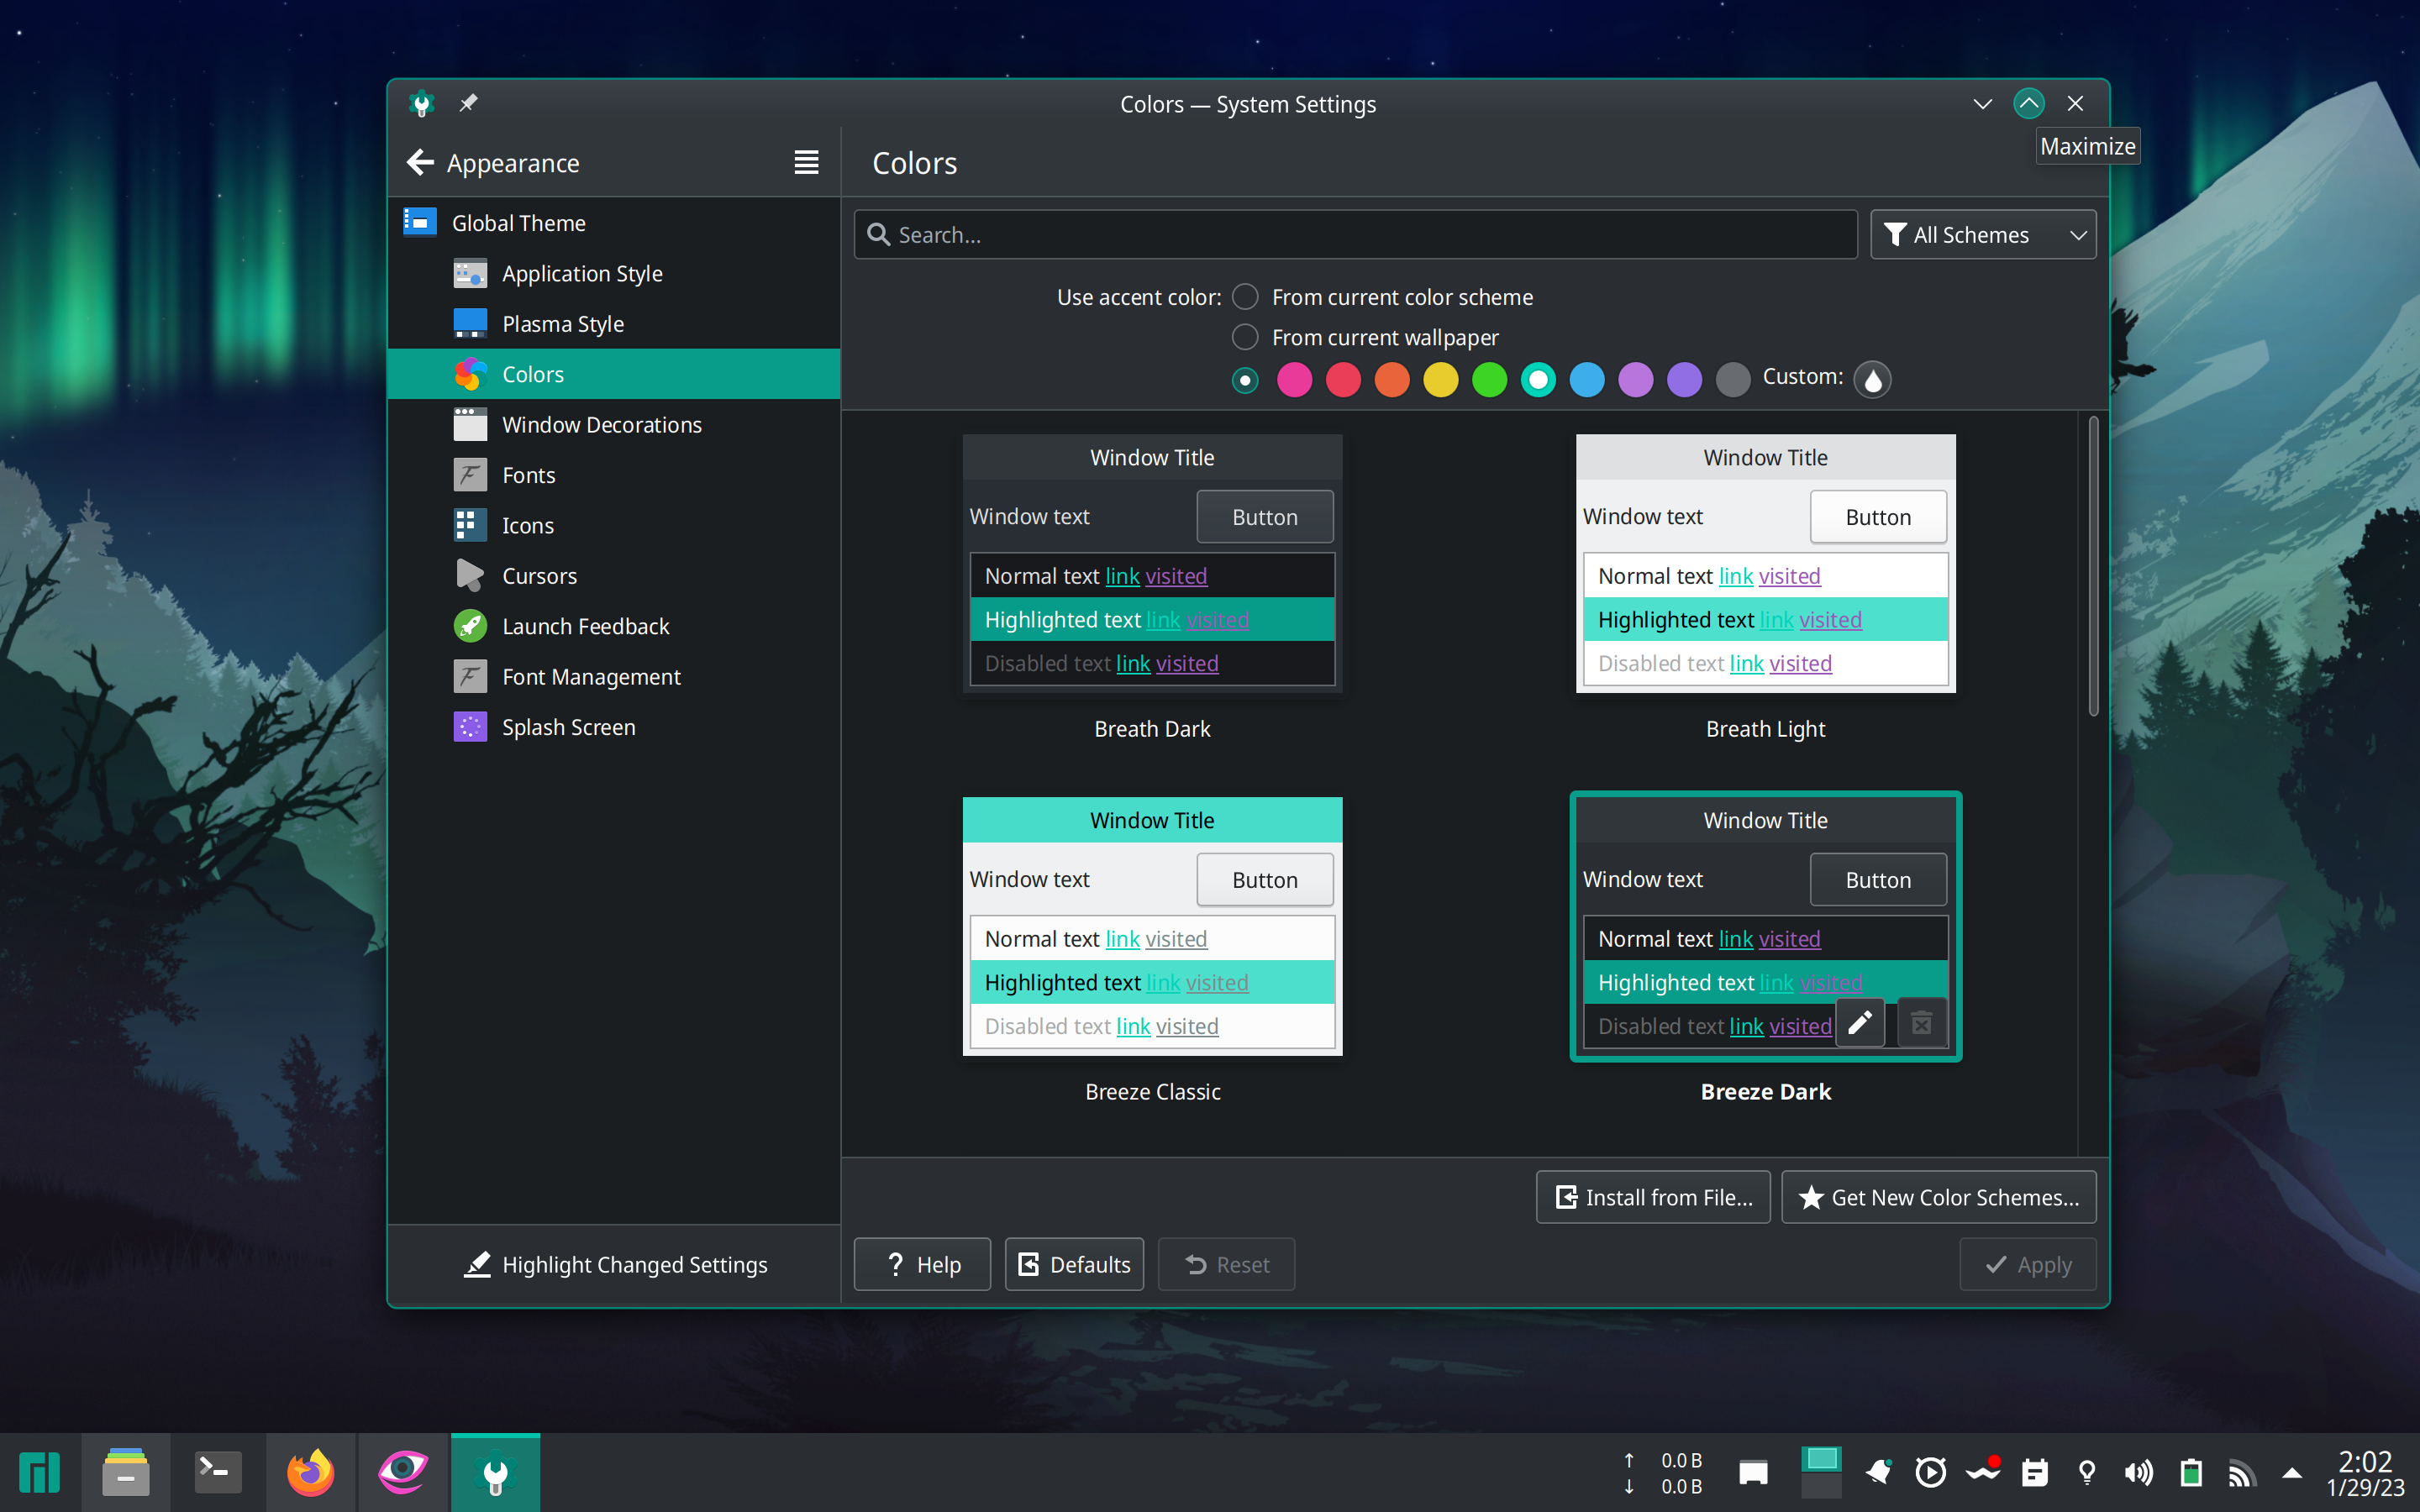 Colors — System Settings
Maximize
Appearance
Colors
Global Theme
Application Style
Plasma Style
Colors
Window Decorations
Fonts
Icons
Cursors
Launch Feedback
Font Management
Splash Screen
Highlight Changed Settings
Search...
All Schemes
Use accent color:
From current color scheme
From current wallpaper
Custom:
Window Title
Window text
Button
Normal text link visited
Highlighted text link visited
Disabled text link visited
Breath Dark
Window Title
Window text
Button
Normal text link visited
Highlighted text link visited
Disabled text link visited
Breath Light
Window Title
Window text
Button
Normal text link visited
Highlighted text link visited
Disabled text link visited
Breeze Classic
Window Title
Window text
Button
Normal text link visited
Highlighted text link visited
Disabled text link visited
Breeze Dark
Install from File...
Get New Color Schemes...
Help
Defaults
Reset
Apply
↑ 0.0 B
↓ 0.0 B
2:02
1/29/23